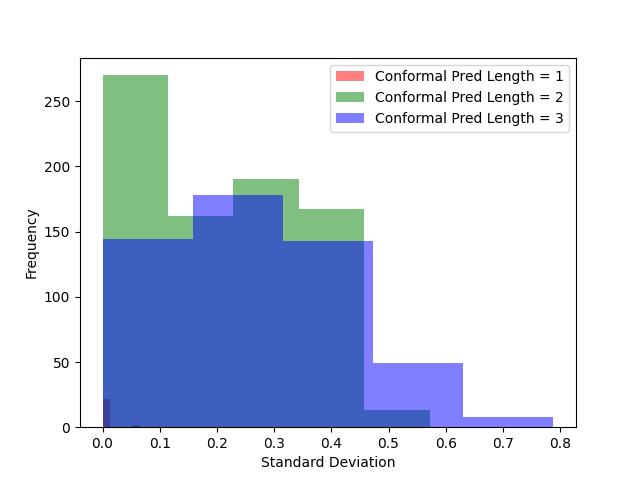 Conformal Pred Length = 1
Conformal Pred Length = 2
Conformal Pred Length = 3
250
200
150
100
50
0
Frequency
0.0 0.1 0.2 0.3 0.4 0.5 0.6 0.7 0.8
Standard Deviation